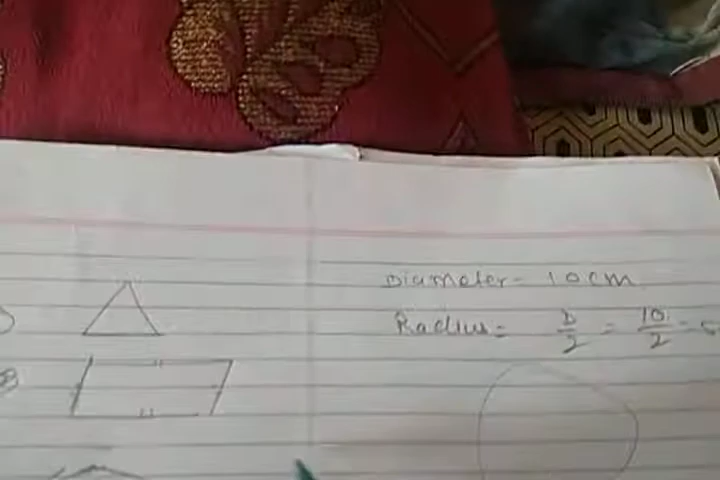 Diameter = 10cm
Radius = D/2 = 10/2 = 5